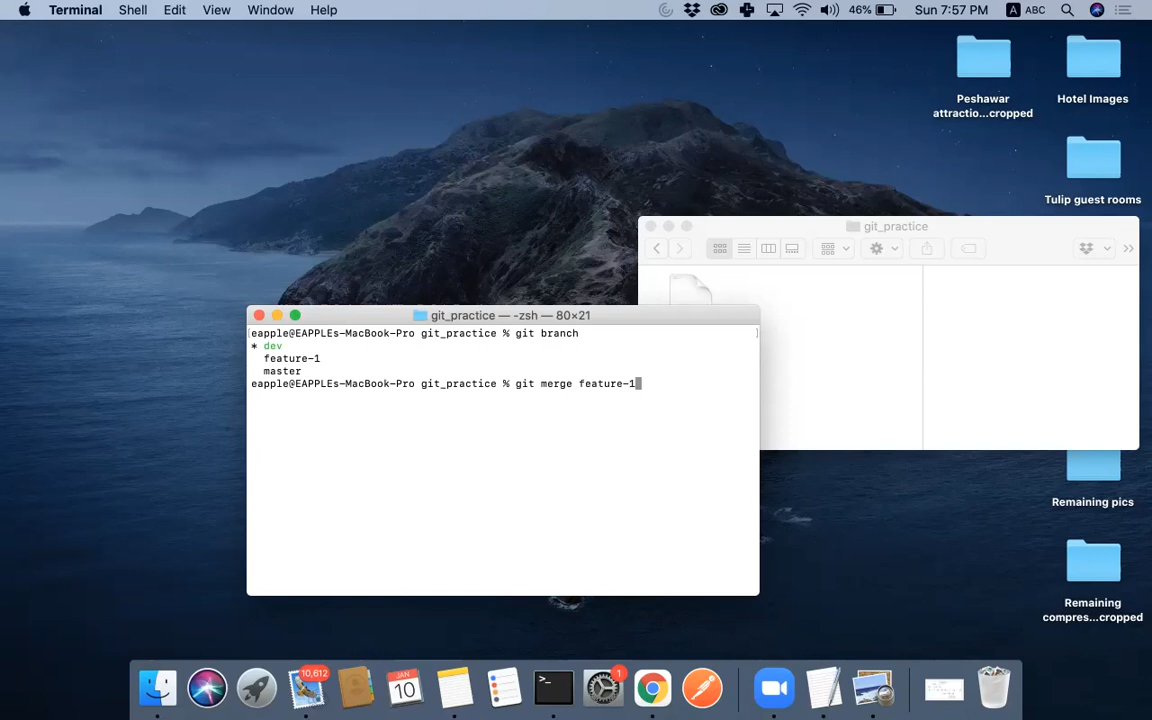 Terminal Shell Edit View Window Help 46% Sun 7:57 PM A ABC
Peshawar
attractio...cropped
Hotel Images
Tulip guest rooms
git_practice
git_practice — -zsh — 80×21
eapple@EAPPLEs-MacBook-Pro git_practice % git branch
* dev
feature-1
master
eapple@EAPPLEs-MacBook-Pro git_practice % git merge feature-1
Remaining pics
Remaining
compres...cropped
10,612
JAN
10
>_
1